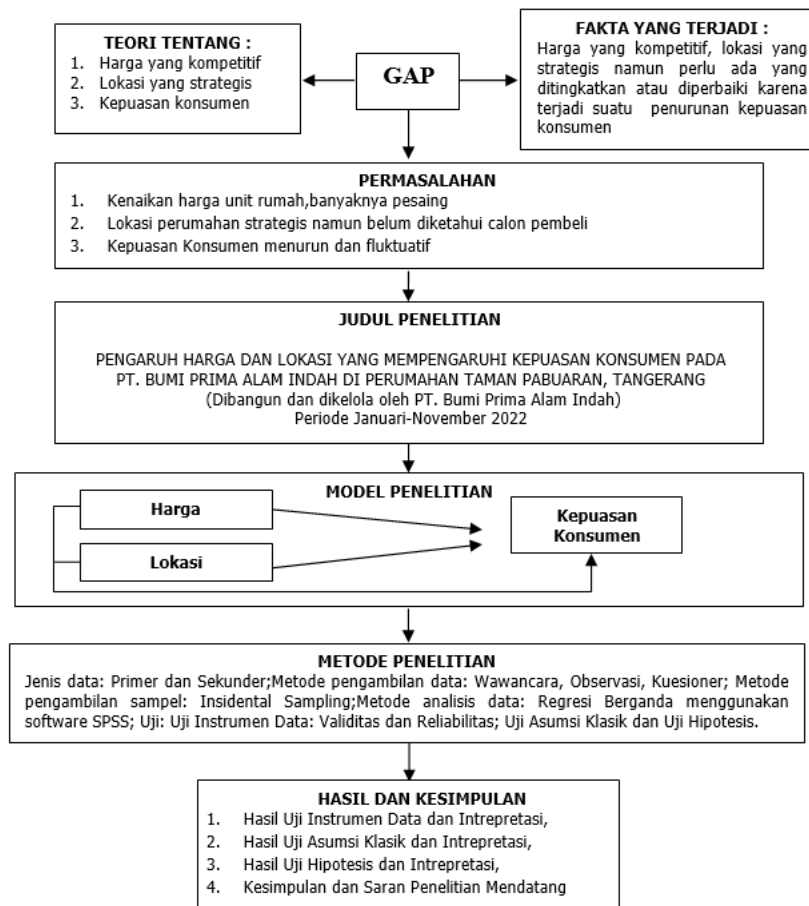 TEORI TENTANG :
1. Harga yang kompetitif
2. Lokasi yang strategis
3. Kepuasan konsumen
GAP
FAKTA YANG TERJADI :
Harga yang kompetitif, lokasi yang
strategis namun perlu ada yang
ditingkatkan atau diperbaiki karena
terjadi suatu penurunan kepuasan
konsumen
PERMASALAHAN
1. Kenaikan harga unit rumah,banyaknya pesaing
2. Lokasi perumahan strategis namun belum diketahui calon pembeli
3. Kepuasan Konsumen menurun dan fluktuatif
JUDUL PENELITIAN
PENGARUH HARGA DAN LOKASI YANG MEMPENGARUHI KEPUASAN KONSUMEN PADA
PT. BUMI PRIMA ALAM INDAH DI PERUMAHAN TAMAN PABUARAN, TANGERANG
(Dibangun dan dikelola oleh PT. Bumi Prima Alam Indah)
Periode Januari-November 2022
MODEL PENELITIAN
Harga
Lokasi
Kepuasan
Konsumen
METODE PENELITIAN
Jenis data: Primer dan Sekunder;Metode pengambilan data: Wawancara, Observasi, Kuesioner; Metode
pengambilan sampel: Insidental Sampling;Metode analisis data: Regresi Berganda menggunakan
software SPSS; Uji: Uji Instrumen Data: Validitas dan Reliabilitas; Uji Asumsi Klasik dan Uji Hipotesis.
HASIL DAN KESIMPULAN
1. Hasil Uji Instrumen Data dan Intrepretasi,
2. Hasil Uji Asumsi Klasik dan Intrepretasi,
3. Hasil Uji Hipotesis dan Intrepretasi,
4. Kesimpulan dan Saran Penelitian Mendatang